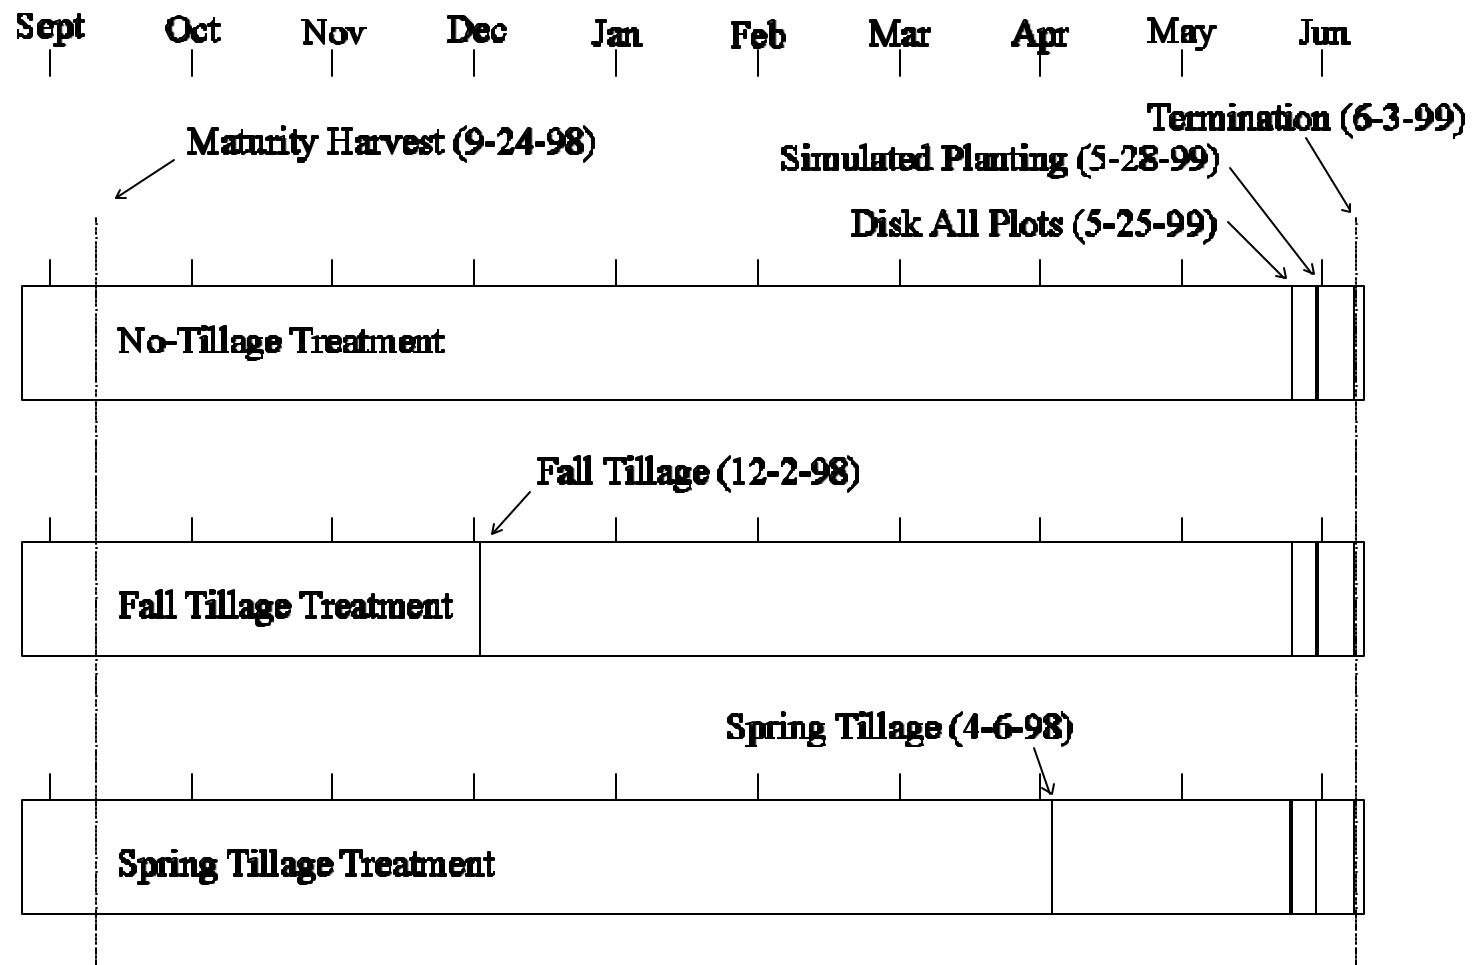 Sept Oct Nov Dec Jan Feb Mar Apr May Jun
Termination (6-3-99)
Maturity Harvest (9-24-98)
Simulated Planting (5-28-99)
Disk All Plots (5-25-99)
No-Tillage Treatment
Fall Tillage (12-2-98)
Fall Tillage Treatment
Spring Tillage (4-6-98)
Spring Tillage Treatment